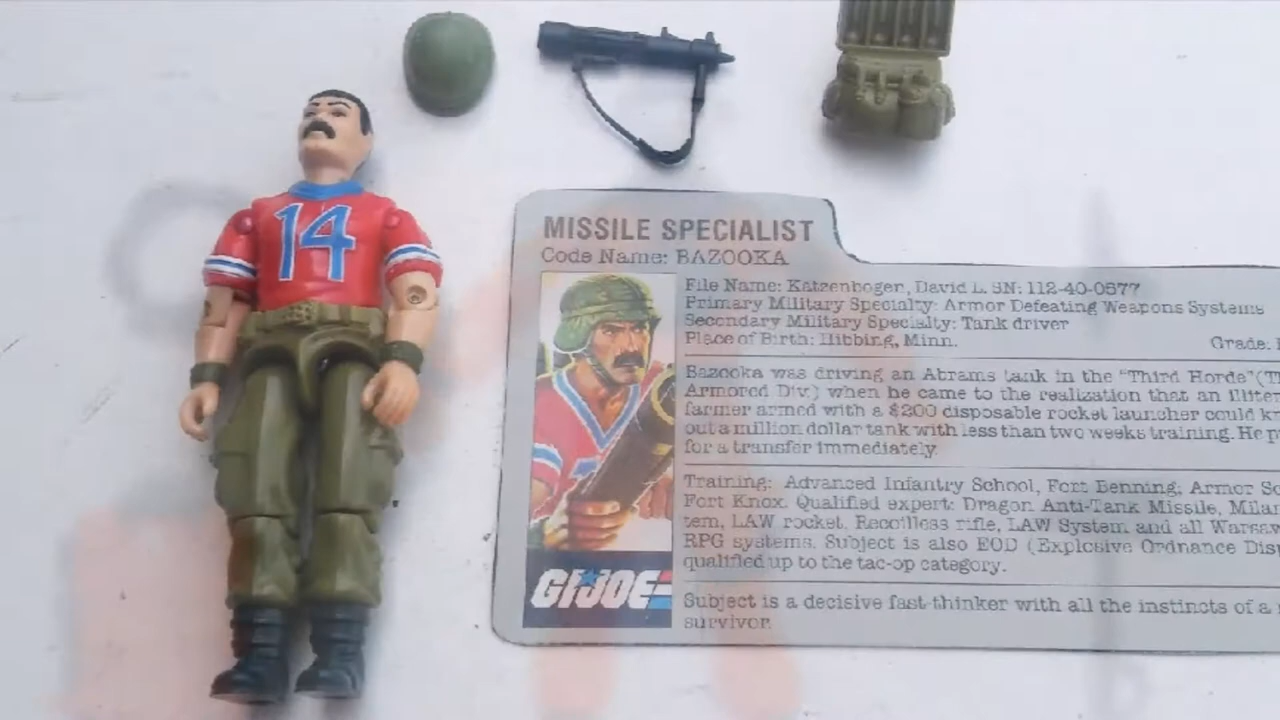 14
MISSILE SPECIALIST
Code Name: BAZOOKA
File Name: Katzenboger, David L. SN: 112-40-0577
Primary Military Specialty: Armor Defeating Weapons Systems
Secondary Military Specialty: Tank driver
Place of Birth: Hibbing, Minn. Grade:
Bazooka was driving an Abrams tank in the "Third Horde"
Armored Div.) when he came to the realization that an
farmer armed with a $200 disposable rocket launcher could
out a million dollar tank with less than two weeks training. He
for a transfer immediately.
Training: Advanced Infantry School, Fort Benning; Armor
Fort Knox. Qualified expert: Dragon Anti-Tank Missile,
tem, LAW rocket, Recoilless rifle, LAW System and all
RPG systems. Subject is also EOD (Explosive Ordnance
qualified up to the tac-op category.
Subject is a decisive fast-thinker with all the instincts of a
survivor.
GI JOE